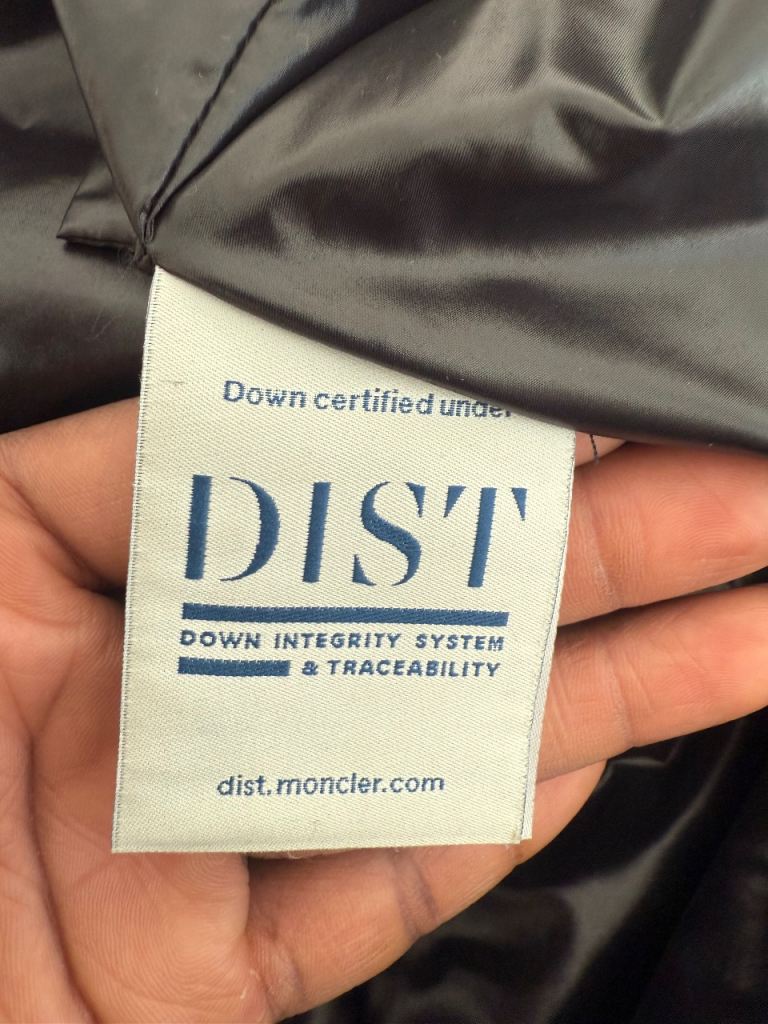 Down certified under
DIST
DOWN INTEGRITY SYSTEM
& TRACEABILITY
dist.moncler.com